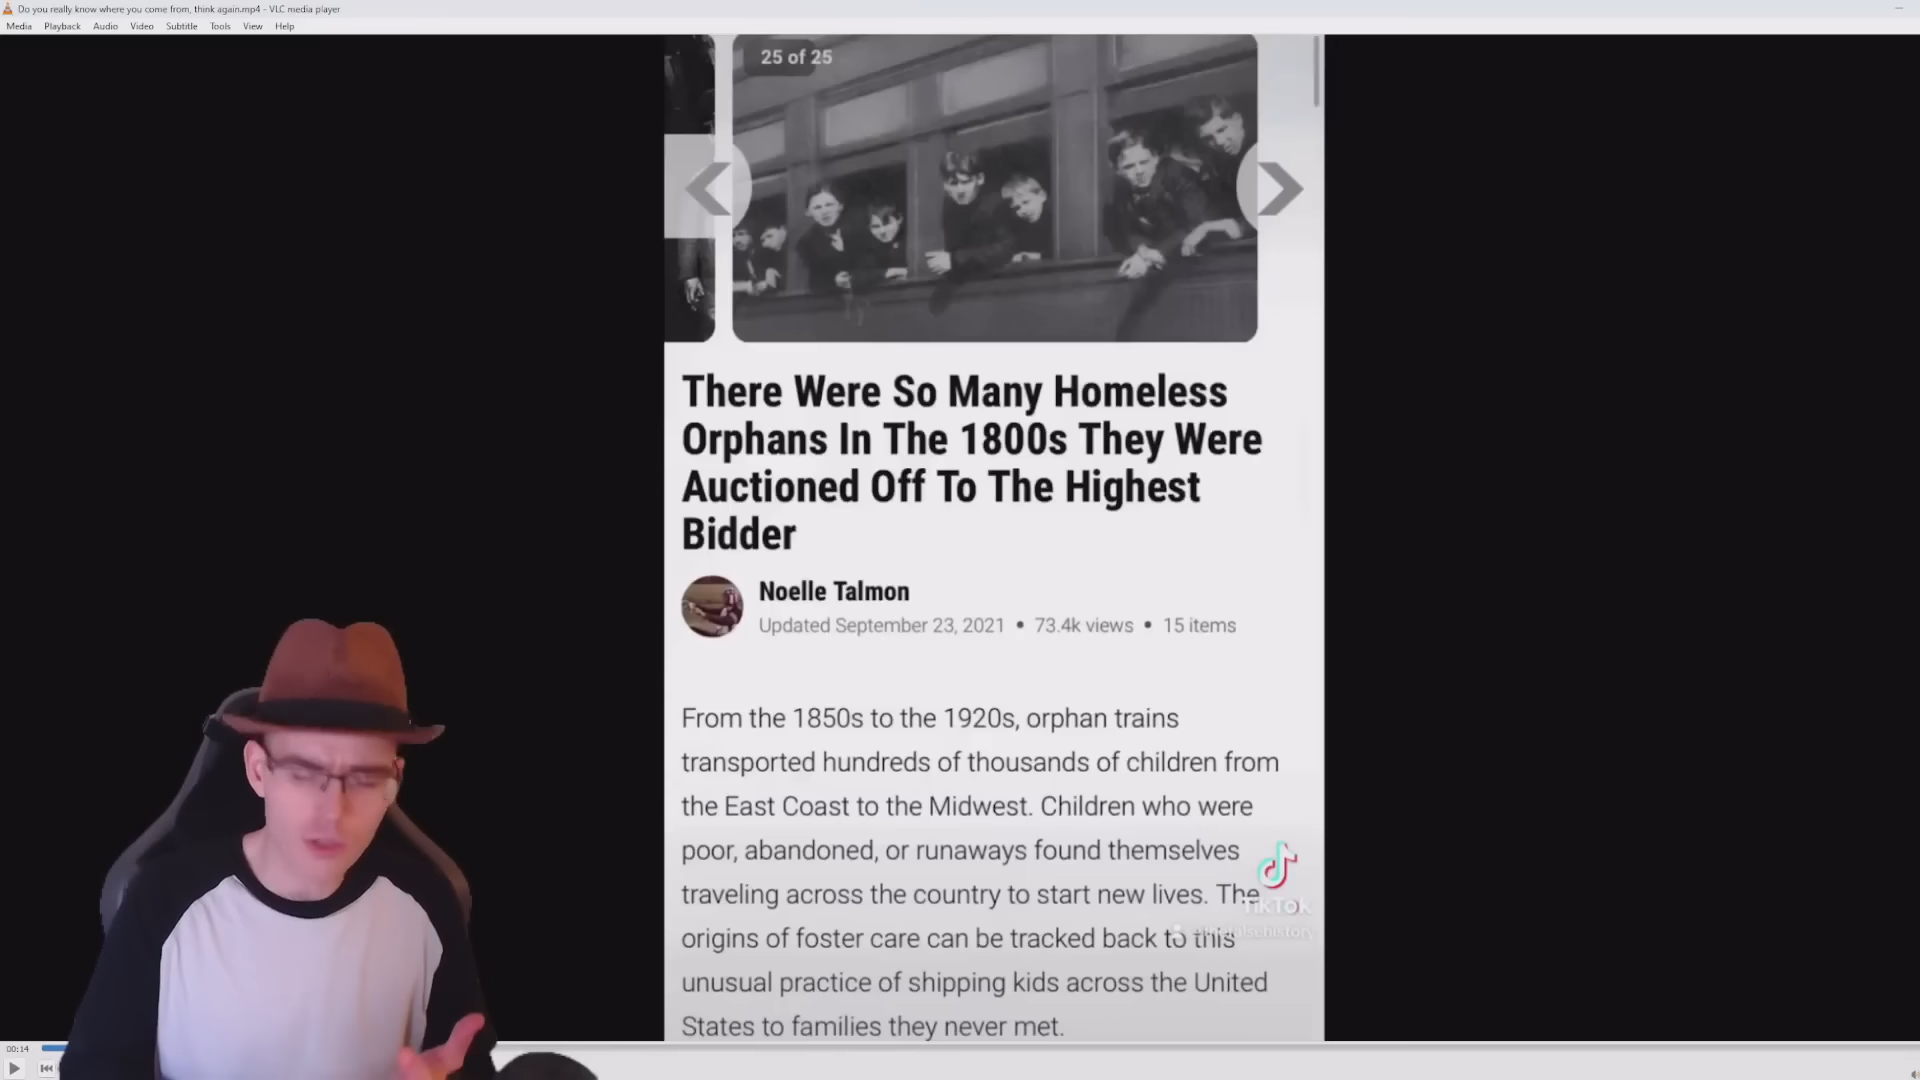 Do you really know where you come from, think again.mp4 - VLC media player
Media Playback Audio Video Subtitle Tools View Help
25 of 25
There Were So Many Homeless
Orphans In The 1800s They Were
Auctioned Off To The Highest
Bidder
Noelle Talmon
Updated September 23, 2021 • 73.4k views • 15 items
From the 1850s to the 1920s, orphan trains
transported hundreds of thousands of children from
the East Coast to the Midwest. Children who were
poor, abandoned, or runaways found themselves
traveling across the country to start new lives. The
TikTok
origins of foster care can be tracked back to this
unusual practice of shipping kids across the United
States to families they never met.
00:14